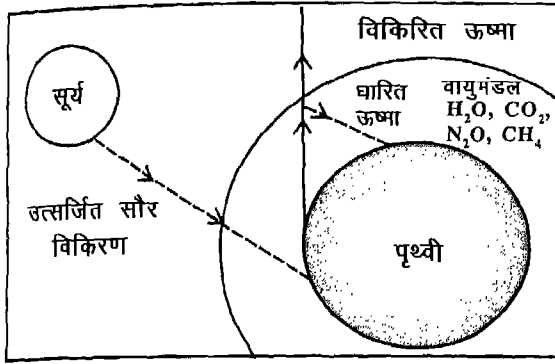 विकिरित ऊष्मा
सूर्य
धारित
ऊष्मा
वायुमंडल
H₂O, CO₂,
N₂O, CH₄
उत्सर्जित सौर
विकिरण
पृथ्वी